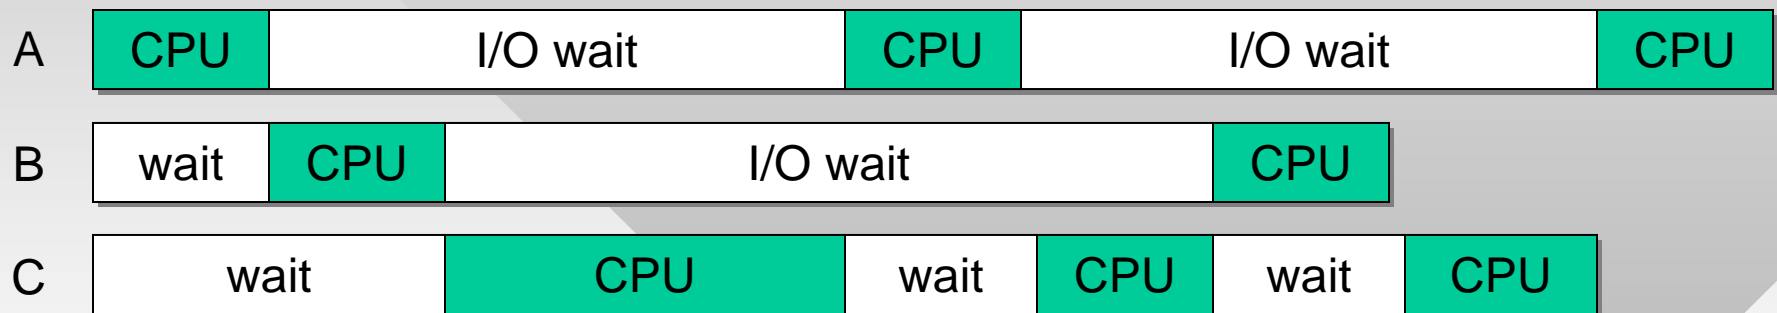 A CPU I/O wait CPU I/O wait CPU
B wait CPU I/O wait CPU
C wait CPU wait CPU wait CPU